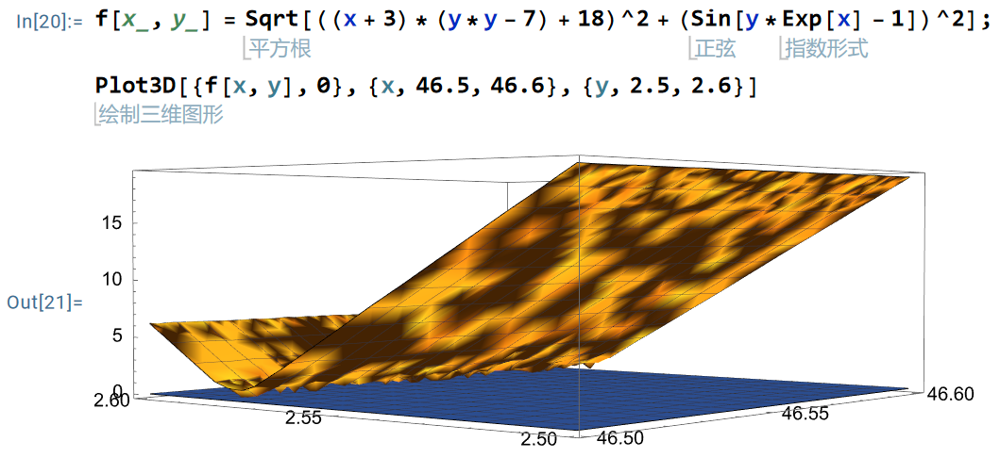 In[20]:= f[x_, y_] = Sqrt[((x + 3) * (y * y - 7) + 18)^2 + (Sin[y * Exp[x] - 1])^2];
平方根 正弦 指数形式
Plot3D[{f[x, y], 0}, {x, 46.5, 46.6}, {y, 2.5, 2.6}]
绘制三维图形
15
10
Out[21]=
5
0
2.60
2.55
2.50
46.50
46.55
46.60